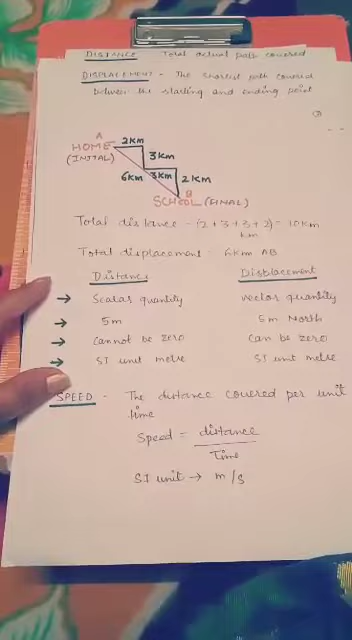 DISTANCE Total actual path covered
DISPLACEMENT - The shortest path covered
between the starting and ending point
A
HOME
(INITAL)
2km
3km
6km 3km 2km
B
SCHOOL (FINAL)
Total distance - (2+3+3+2) = 10km
km
Total displacement - 6km AB
Distance Displacement
→ Scalar quantity vector quantity
→ 5m 5m North
→ Cannot be zero Can be zero
→ SI unit metre SI unit metre
SPEED - The distance covered per unit
time
Speed = distance
Time
SI unit → m/s